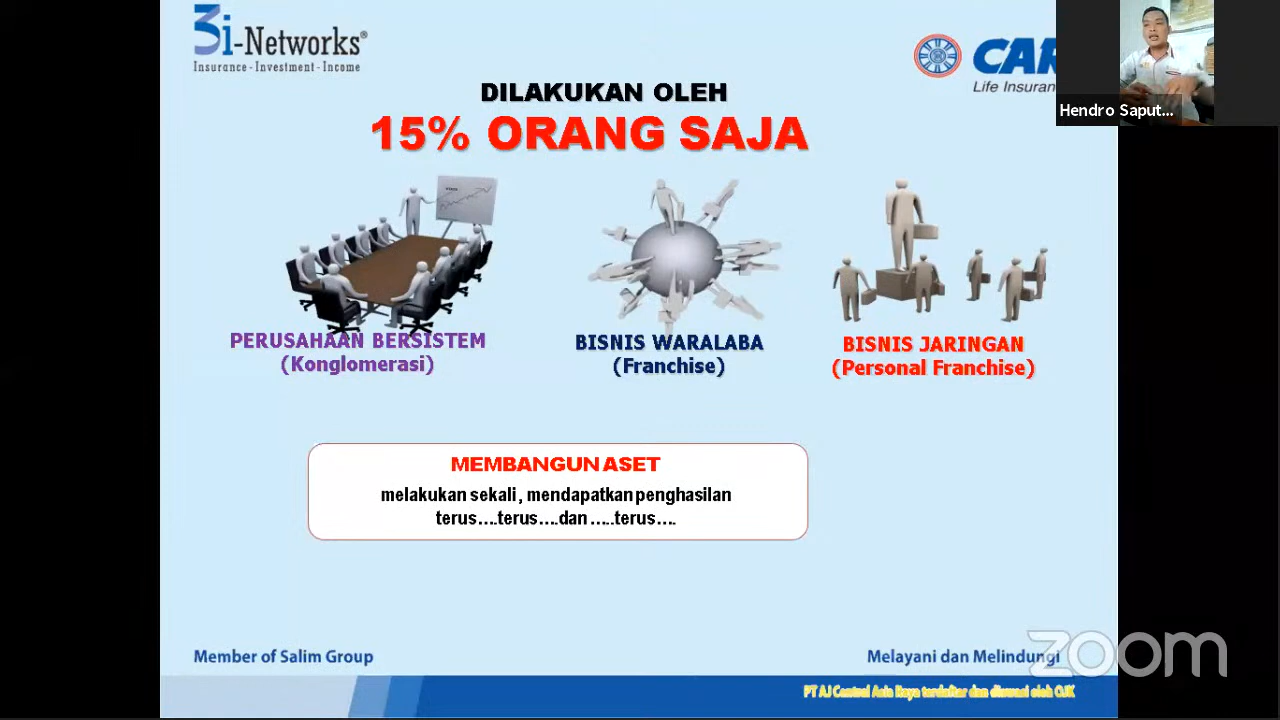 3i-Networks®
Insurance - Investment - Income
CAR
Life Insuran
Hendro Saput...
DILAKUKAN OLEH
15% ORANG SAJA
PERUSAHAAN BERSISTEM
(Konglomerasi)
BISNIS WARALABA
(Franchise)
BISNIS JARINGAN
(Personal Franchise)
MEMBANGUN ASET
melakukan sekali, mendapatkan penghasilan
terus....terus....dan .....terus....
Member of Salim Group
Melayani dan Melindungi
zoom
PT AJ Central Asia Raya terdaftar dan diawasi oleh OJK